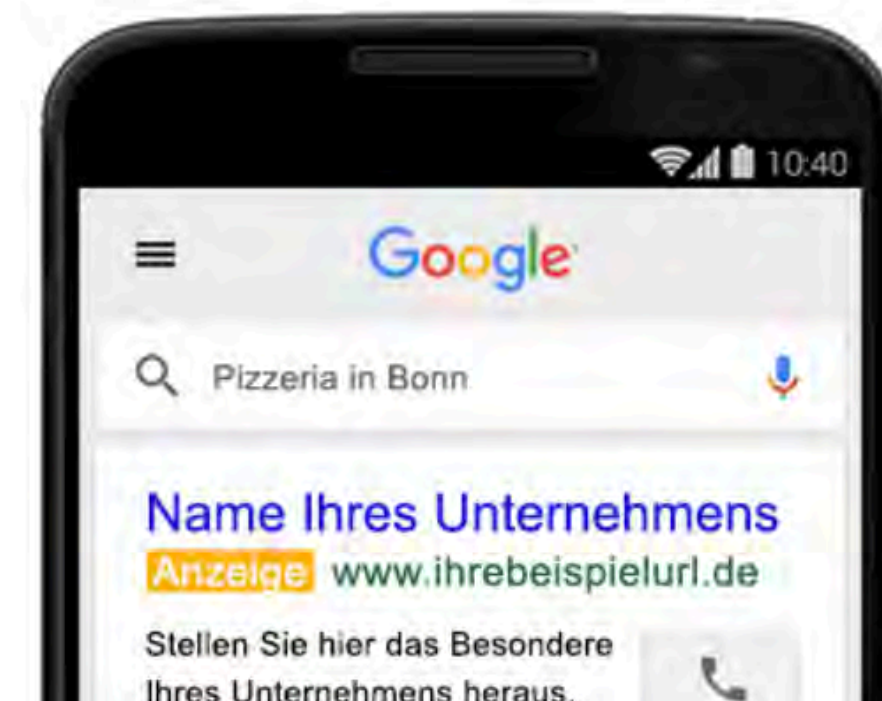 10:40
Google
Pizzeria in Bonn
Name Ihres Unternehmens
Anzeige www.ihrebeispielurl.de
Stellen Sie hier das Besondere
Ihres Unternehmens heraus.